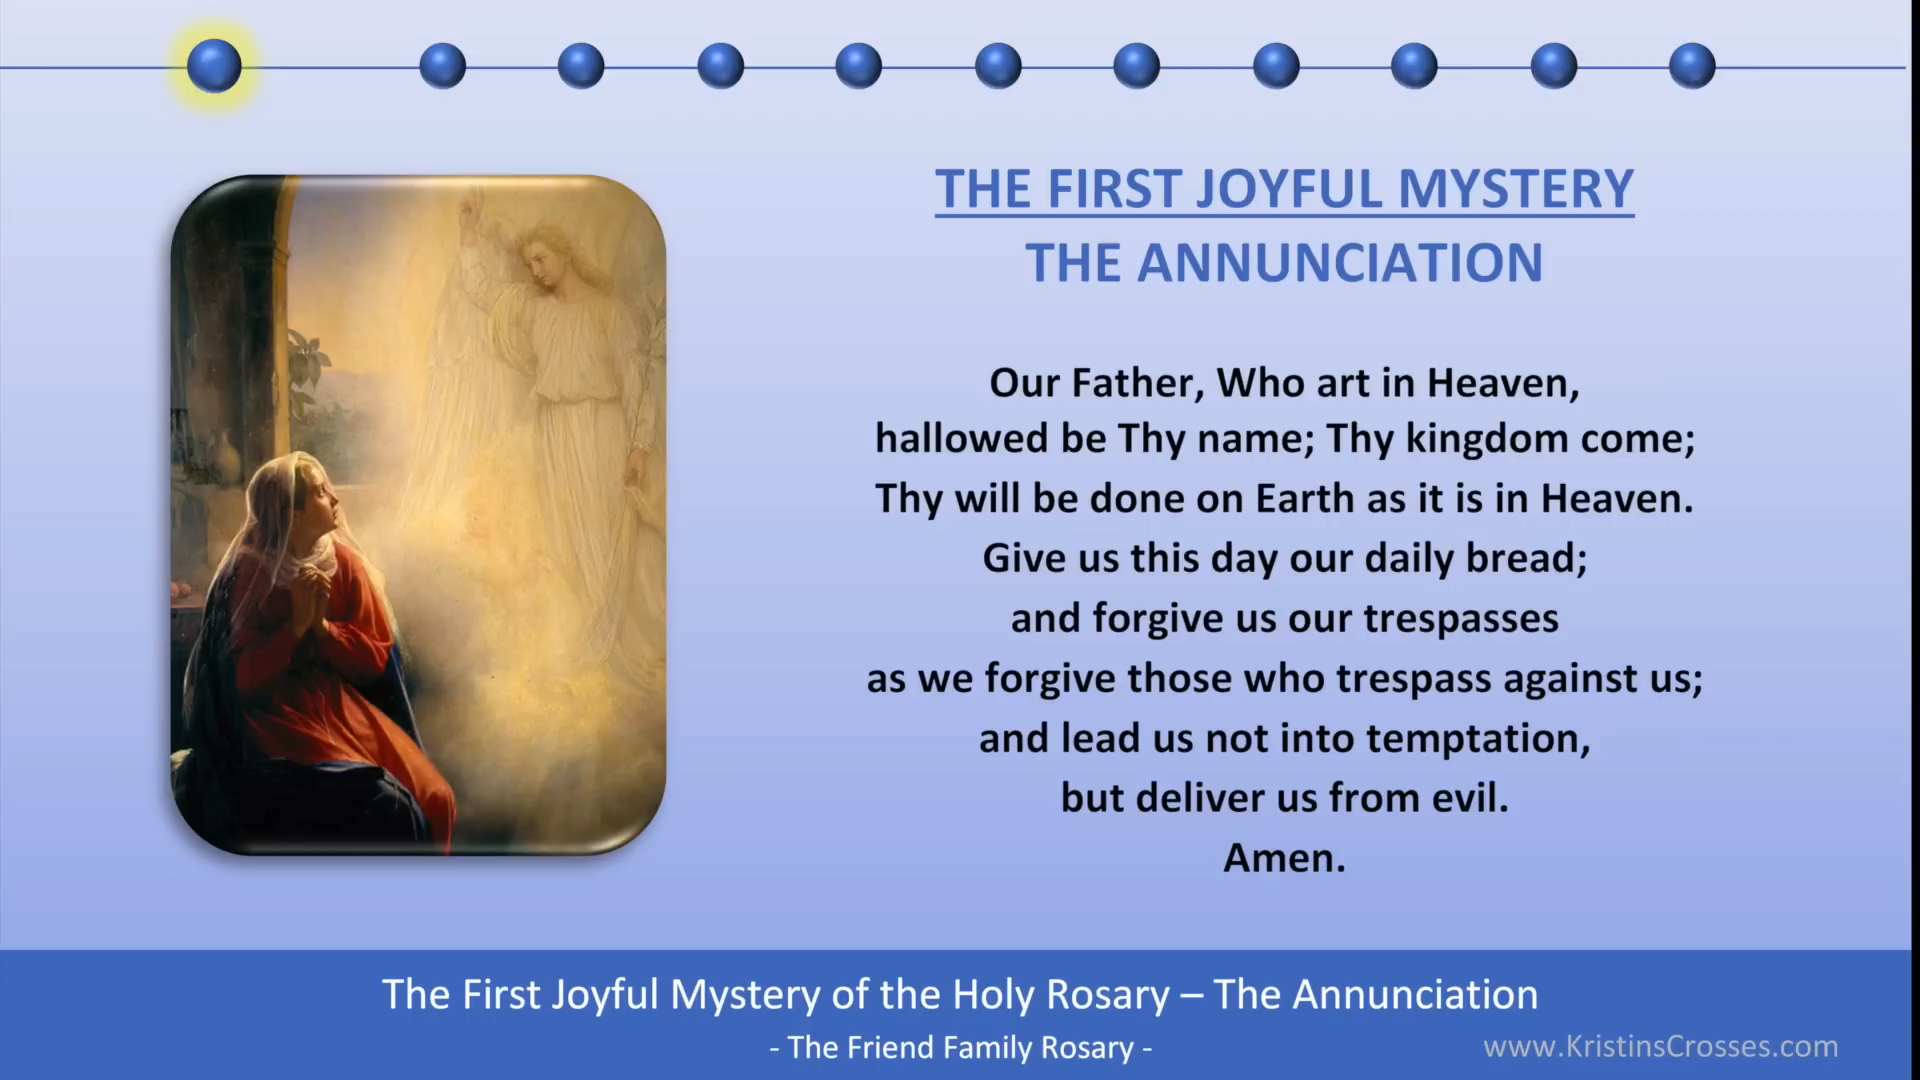 THE FIRST JOYFUL MYSTERY
THE ANNUNCIATION
Our Father, Who art in Heaven,
hallowed be Thy name; Thy kingdom come;
Thy will be done on Earth as it is in Heaven.
Give us this day our daily bread;
and forgive us our trespasses
as we forgive those who trespass against us;
and lead us not into temptation,
but deliver us from evil.
Amen.
The First Joyful Mystery of the Holy Rosary – The Annunciation
- The Friend Family Rosary -
www.KristinsCrosses.com